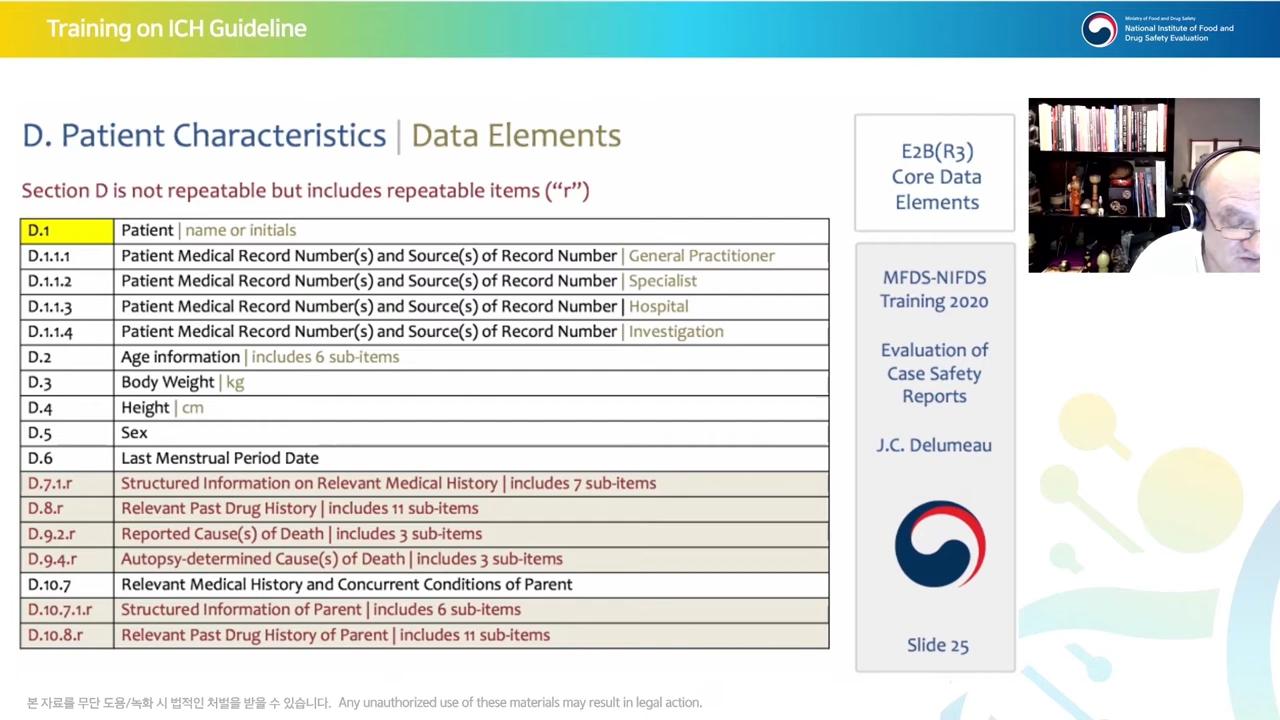 Training on ICH Guideline
Ministry of Food and Drug Safety
National Institute of Food and
Drug Safety Evaluation
D. Patient Characteristics | Data Elements
Section D is not repeatable but includes repeatable items (“r”)
D.1 Patient | name or initials
D.1.1.1 Patient Medical Record Number(s) and Source(s) of Record Number | General Practitioner
D.1.1.2 Patient Medical Record Number(s) and Source(s) of Record Number | Specialist
D.1.1.3 Patient Medical Record Number(s) and Source(s) of Record Number | Hospital
D.1.1.4 Patient Medical Record Number(s) and Source(s) of Record Number | Investigation
D.2 Age information | includes 6 sub-items
D.3 Body Weight | kg
D.4 Height | cm
D.5 Sex
D.6 Last Menstrual Period Date
D.7.1.r Structured Information on Relevant Medical History | includes 7 sub-items
D.8.r Relevant Past Drug History | includes 11 sub-items
D.9.2.r Reported Cause(s) of Death | includes 3 sub-items
D.9.4.r Autopsy-determined Cause(s) of Death | includes 3 sub-items
D.10.7 Relevant Medical History and Concurrent Conditions of Parent
D.10.7.1.r Structured Information of Parent | includes 6 sub-items
D.10.8.r Relevant Past Drug History of Parent | includes 11 sub-items
E2B(R3)
Core Data
Elements
MFDS-NIFDS
Training 2020
Evaluation of
Case Safety
Reports
J.C. Delumeau
Slide 25
본 자료를 무단 도용/녹화 시 법적인 처벌을 받을 수 있습니다. Any unauthorized use of these materials may result in legal action.